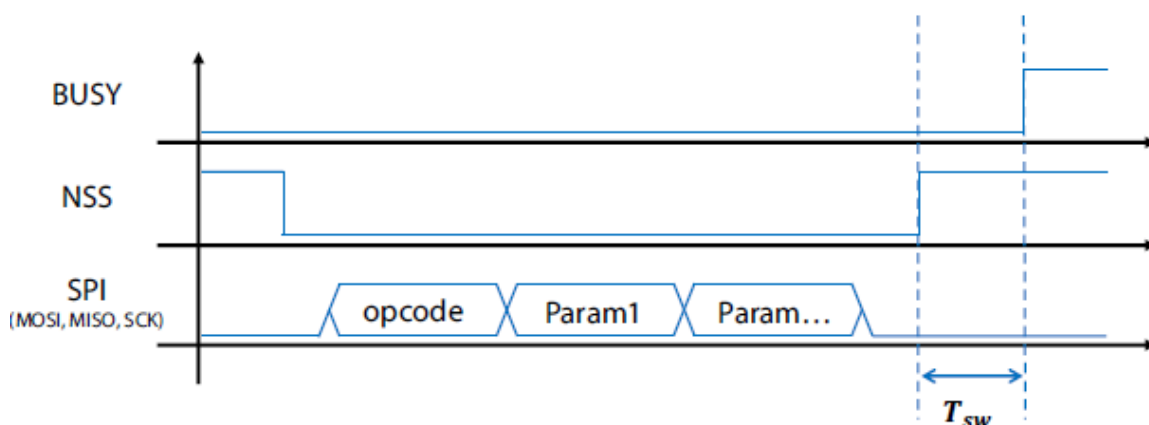 BUSY
NSS
SPI
(MOSI, MISO, SCK)
opcode
Param1
Param...
Tsw